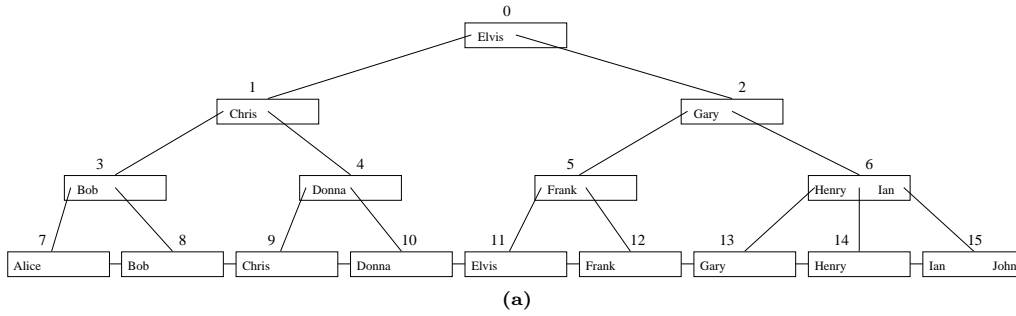 0
Elvis
1 2
Chris Gary
3 4 5 6
Bob Donna Frank Henry Ian
7 8 9 10 11 12 13 14 15
Alice Bob Chris Donna Elvis Frank Gary Henry Ian John
(a)